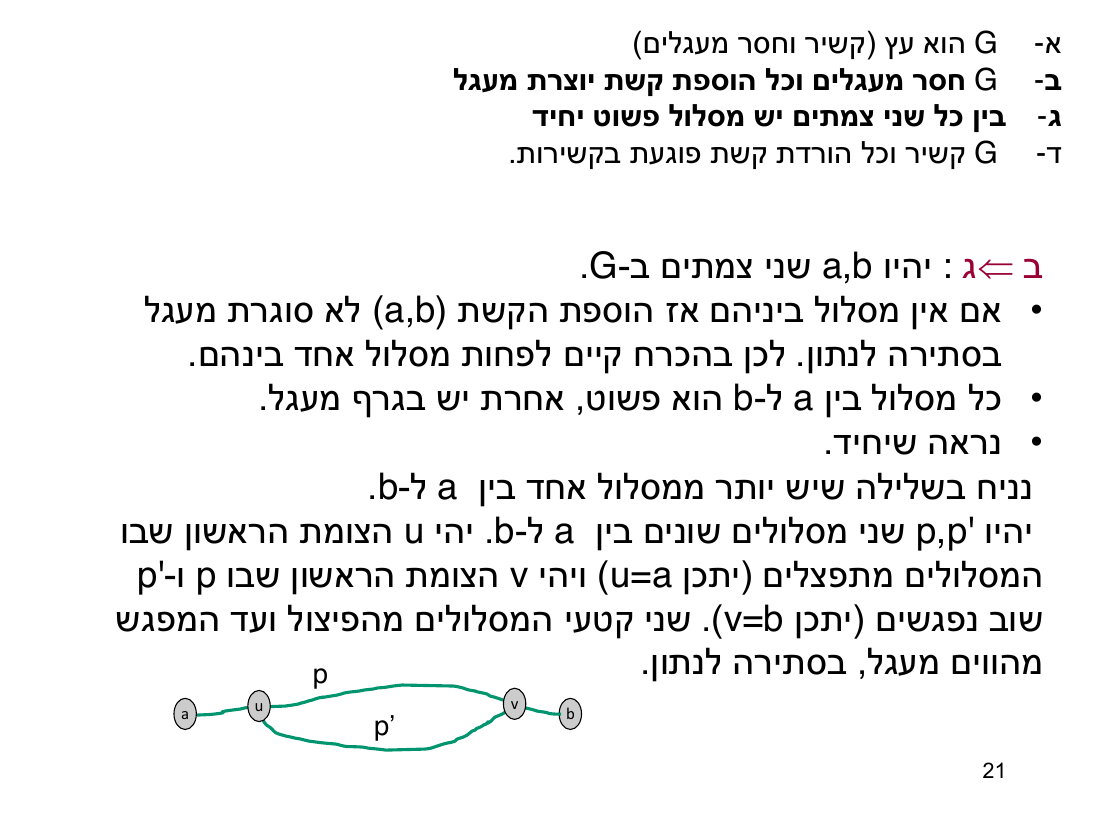 א- G הוא עץ (קשיר וחסר מעגלים)
ב- G חסר מעגלים וכל הוספת קשת יוצרת מעגל
ג- בין כל שני צמתים יש מסלול פשוט יחיד
ד- G קשיר וכל הורדת קשת פוגעת בקשירות.
ב ⇐ג : יהיו a,b שני צמתים ב-G.
• אם אין מסלול ביניהם אז הוספת הקשת (a,b) לא סוגרת מעגל
בסתירה לנתון. לכן בהכרח קיים לפחות מסלול אחד בינהם.
• כל מסלול בין a ל-b הוא פשוט, אחרת יש בגרף מעגל.
• נראה שיחיד.
נניח בשלילה שיש יותר ממסלול אחד בין a ל-b.
יהיו p,p' שני מסלולים שונים בין a ל-b. יהי u הצומת הראשון שבו
המסלולים מתפצלים (יתכן u=a) ויהי v הצומת הראשון שבו p ו-p'
שוב נפגשים (יתכן v=b). שני קטעי המסלולים מהפיצול ועד המפגש
מהווים מעגל, בסתירה לנתון.
p
a u v b
p’
21